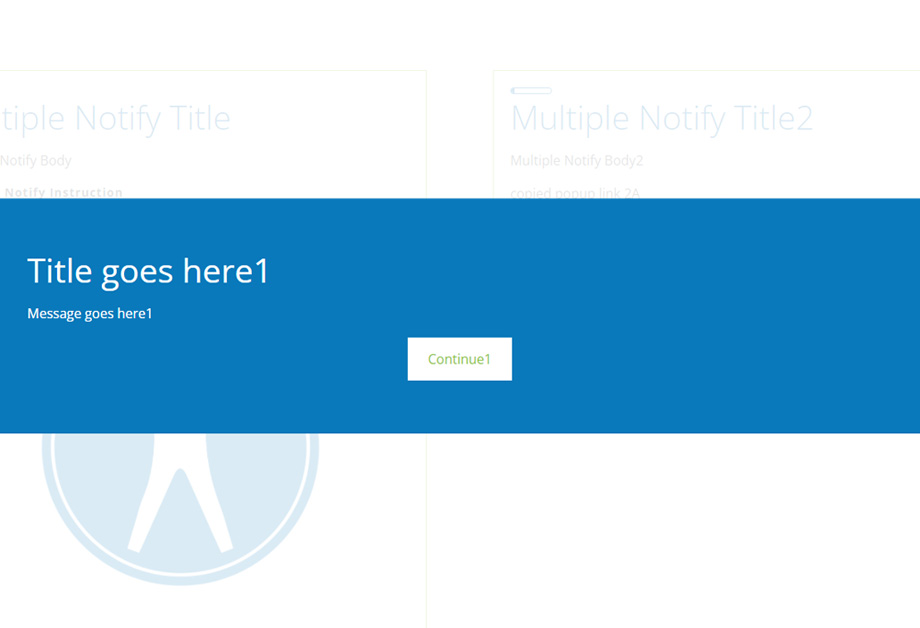 tiple Notify Title
Notify Body
Notify Instruction
Multiple Notify Title2
Multiple Notify Body2
copied popup link 2A
Title goes here1
Message goes here1
Continue1